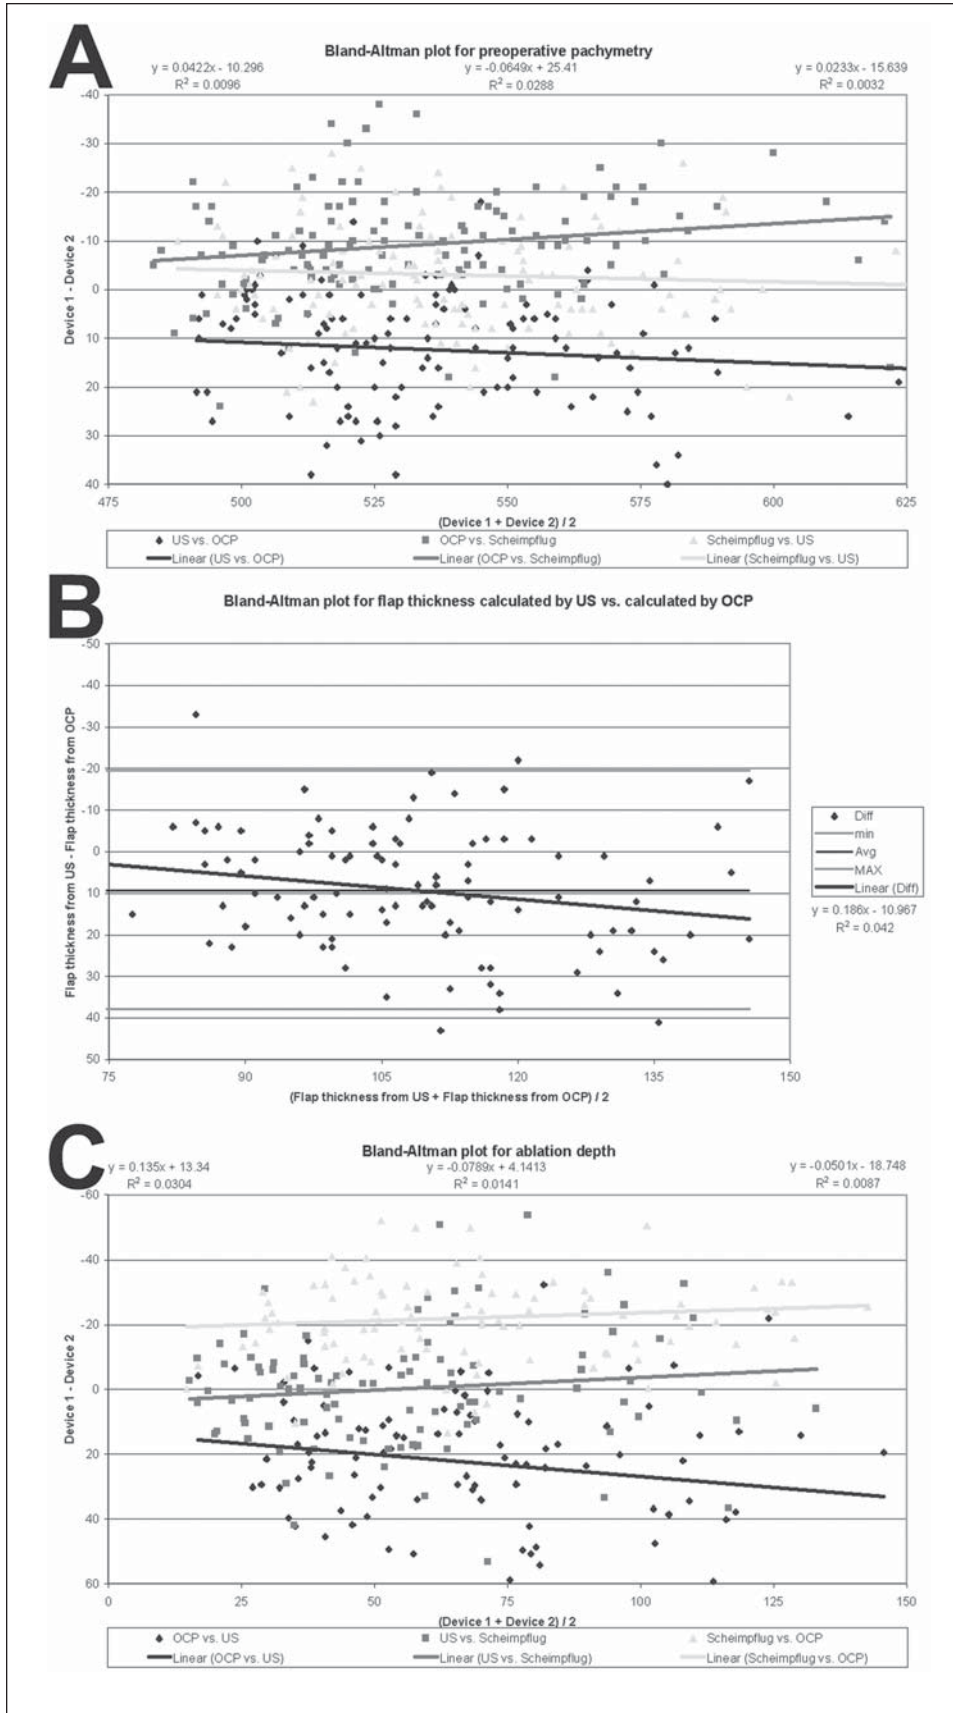 A
Bland-Altman plot for preoperative pachymetry
y = 0.0422x - 10.296 y = -0.0649x + 25.41 y = 0.0233x - 15.639
R² = 0.0096 R² = 0.0288 R² = 0.0032
-40
-30
-20
-10
0
10
20
30
40
Device 1 - Device 2
475 500 525 550 575 600 625
(Device 1 + Device 2) / 2
US vs. OCP OCP vs. Scheimpflug Scheimpflug vs. US
Linear (US vs. OCP) Linear (OCP vs. Scheimpflug) Linear (Scheimpflug vs. US)
B
Bland-Altman plot for flap thickness calculated by US vs. calculated by OCP
-50
-40
-30
-20
-10
0
10
20
30
40
50
Flap thickness from US - Flap thickness from OCP
75 90 105 120 135 150
(Flap thickness from US + Flap thickness from OCP) / 2
Diff
min
Avg
MAX
Linear (Diff)
y = 0.186x - 10.967
R² = 0.042
C
Bland-Altman plot for ablation depth
y = 0.135x + 13.34 y = -0.0789x + 4.1413 y = -0.0501x - 18.748
R² = 0.0304 R² = 0.0141 R² = 0.0087
-60
-40
-20
0
20
40
60
Device 1 - Device 2
0 25 50 75 100 125 150
(Device 1 + Device 2) / 2
OCP vs. US US vs. Scheimpflug Scheimpflug vs. OCP
Linear (OCP vs. US) Linear (US vs. Scheimpflug) Linear (Scheimpflug vs. OCP)